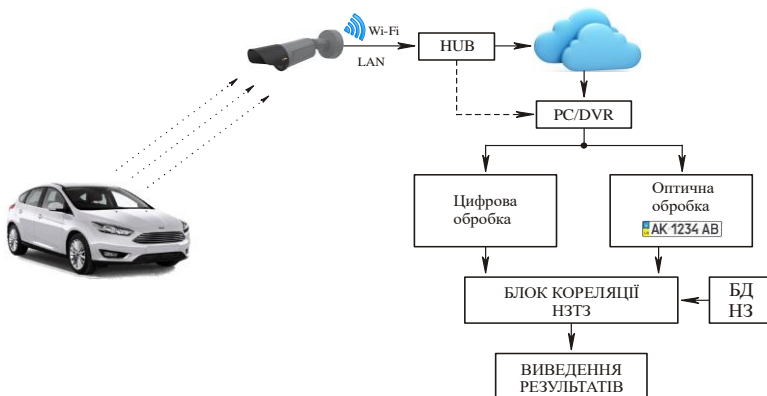 Wi-Fi
LAN
HUB
PC/DVR
Цифрова
обробка
Оптична
обробка
AK 1234 AB
БЛОК КОРЕЛЯЦІЇ
НЗТЗ
БД
НЗ
ВИВЕДЕННЯ
РЕЗУЛЬТАТІВ